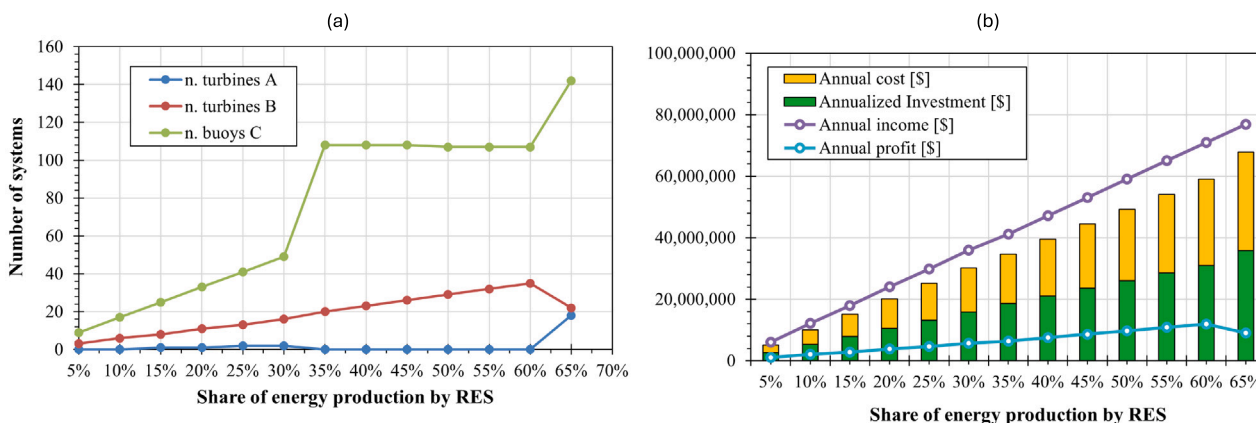 (a)
160
140
120
100
80
60
40
20
0
n. turbines A
n. turbines B
n. buoys C
Number of systems
5% 10% 15% 20% 25% 30% 35% 40% 45% 50% 55% 60% 65% 70%
Share of energy production by RES
(b)
100,000,000
80,000,000
60,000,000
40,000,000
20,000,000
0
Annual cost [$]
Annualized Investment [$]
Annual income [$]
Annual profit [$]
5% 10% 15% 20% 25% 30% 35% 40% 45% 50% 55% 60% 65%
Share of energy production by RES